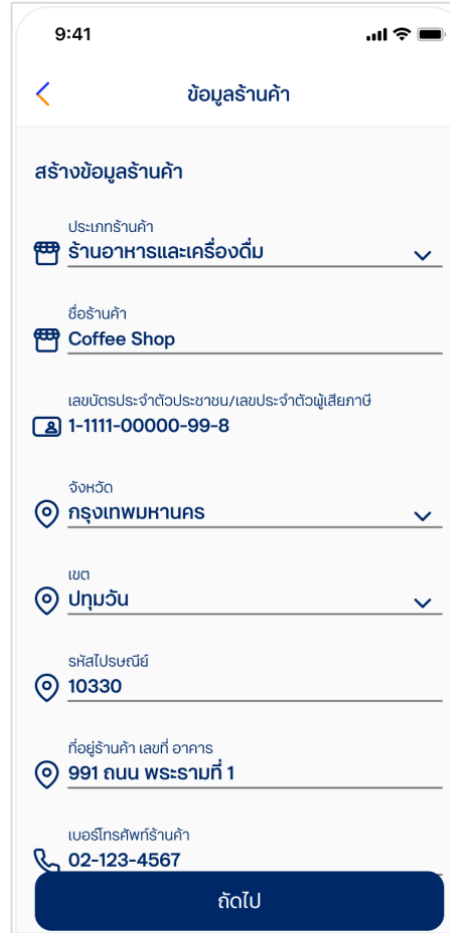 9:41
ข้อมูลร้านค้า
สร้างข้อมูลร้านค้า
ประเภทร้านค้า
ร้านอาหารและเครื่องดื่ม
ชื่อร้านค้า
Coffee Shop
เลขบัตรประจำตัวประชาชน/เลขประจำตัวผู้เสียภาษี
1-1111-00000-99-8
จังหวัด
กรุงเทพมหานคร
เขต
ปทุมวัน
รหัสไปรษณีย์
10330
ที่อยู่ร้านค้า เลขที่ อาคาร
991 ถนน พระรามที่ 1
เบอร์โทรศัพท์ร้านค้า
02-123-4567
ถัดไป